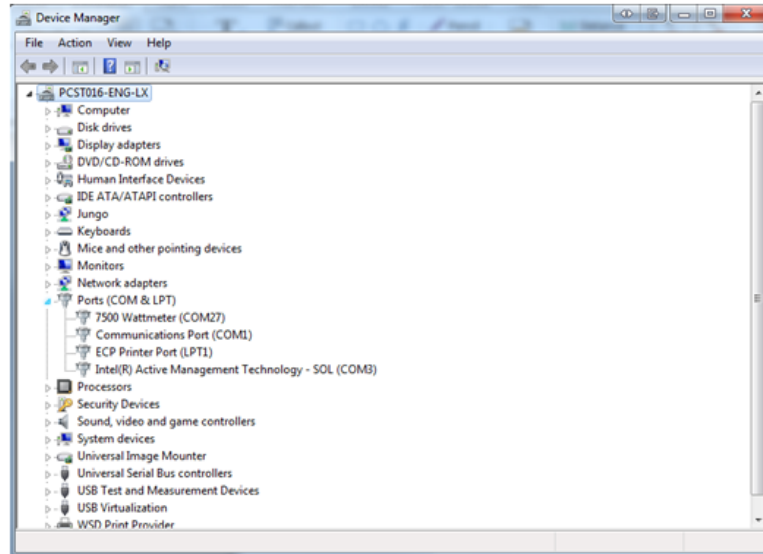 Device Manager
File Action View Help
PCST016-ENG-LX
Computer
Disk drives
Display adapters
DVD/CD-ROM drives
Human Interface Devices
IDE ATA/ATAPI controllers
Jungo
Keyboards
Mice and other pointing devices
Monitors
Network adapters
Ports (COM & LPT)
7500 Wattmeter (COM27)
Communications Port (COM1)
ECP Printer Port (LPT1)
Intel(R) Active Management Technology - SOL (COM3)
Processors
Security Devices
Sound, video and game controllers
System devices
Universal Image Mounter
Universal Serial Bus controllers
USB Test and Measurement Devices
USB Virtualization
WSD Print Provider